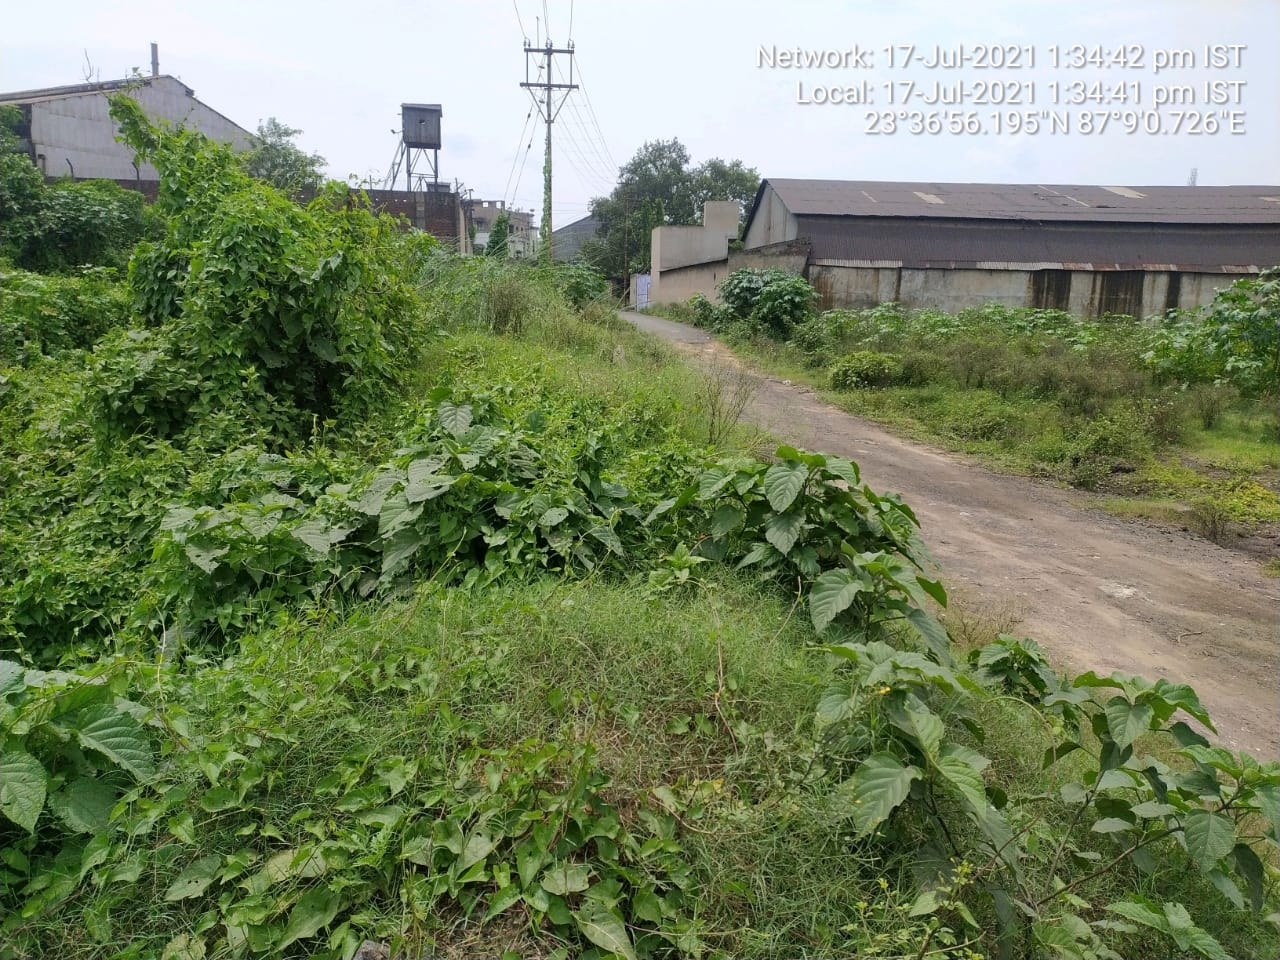 Network: 17-Jul-2021 1:34:42 pm IST
Local: 17-Jul-2021 1:34:41 pm IST
23°36'56.195"N 87°9'0.726"E